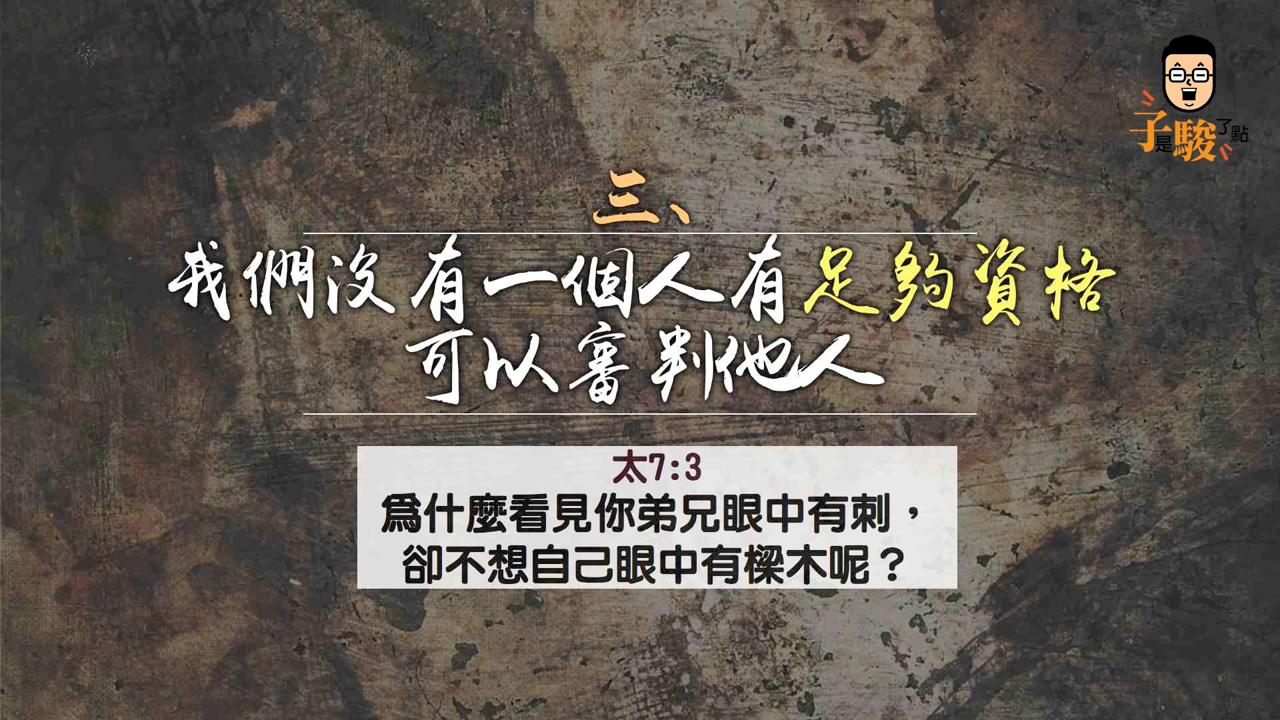 子是駿了點
三、
我們沒有一個人有足夠資格
可以審判他人
太7:3
為什麼看見你弟兄眼中有刺，
卻不想自己眼中有樑木呢？